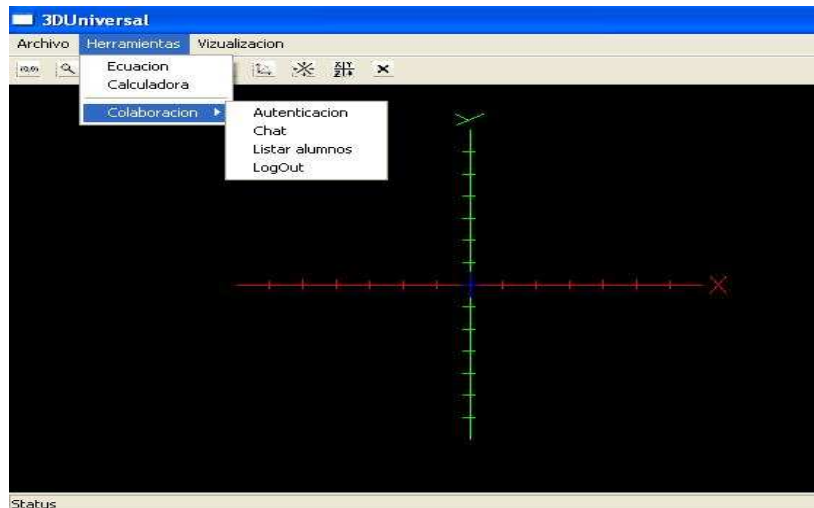 3DUniversal
Archivo Herramientas Vizualizacion
Ecuacion
Calculadora
Colaboracion
Autenticacion
Chat
Listar alumnos
LogOut
Y
X
Status